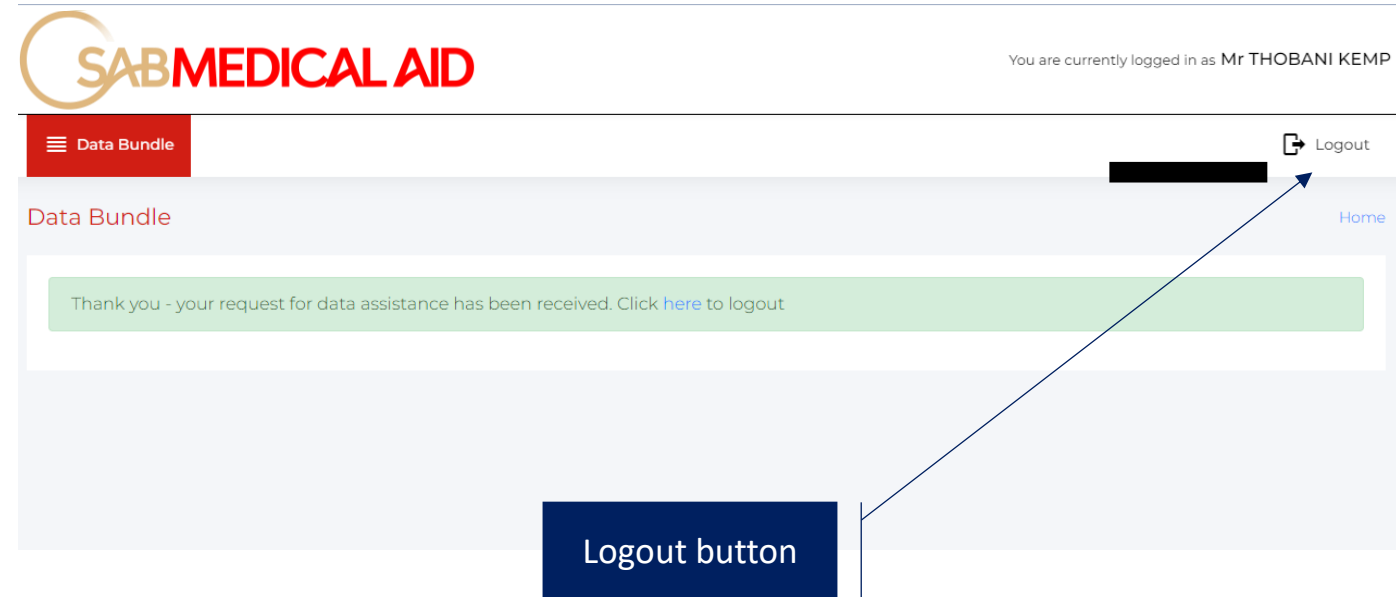 SABMEDICAL AID
You are currently logged in as Mr THOBANI KEMP
Data Bundle
Logout
Data Bundle
Home
Thank you - your request for data assistance has been received. Click here to logout
Logout button